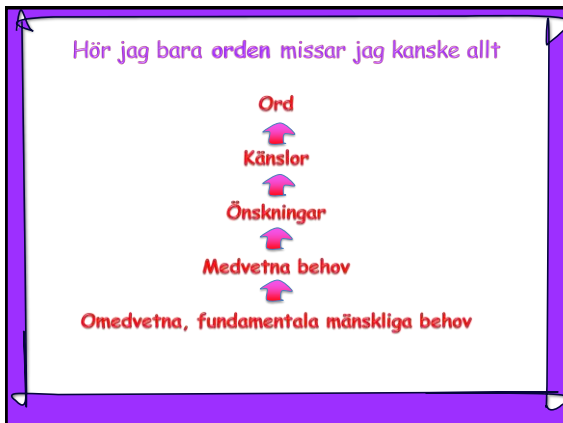 Hör jag bara orden missar jag kanske allt
Ord
Känslor
Önskningar
Medvetna behov
Omedvetna, fundamentala mänskliga behov